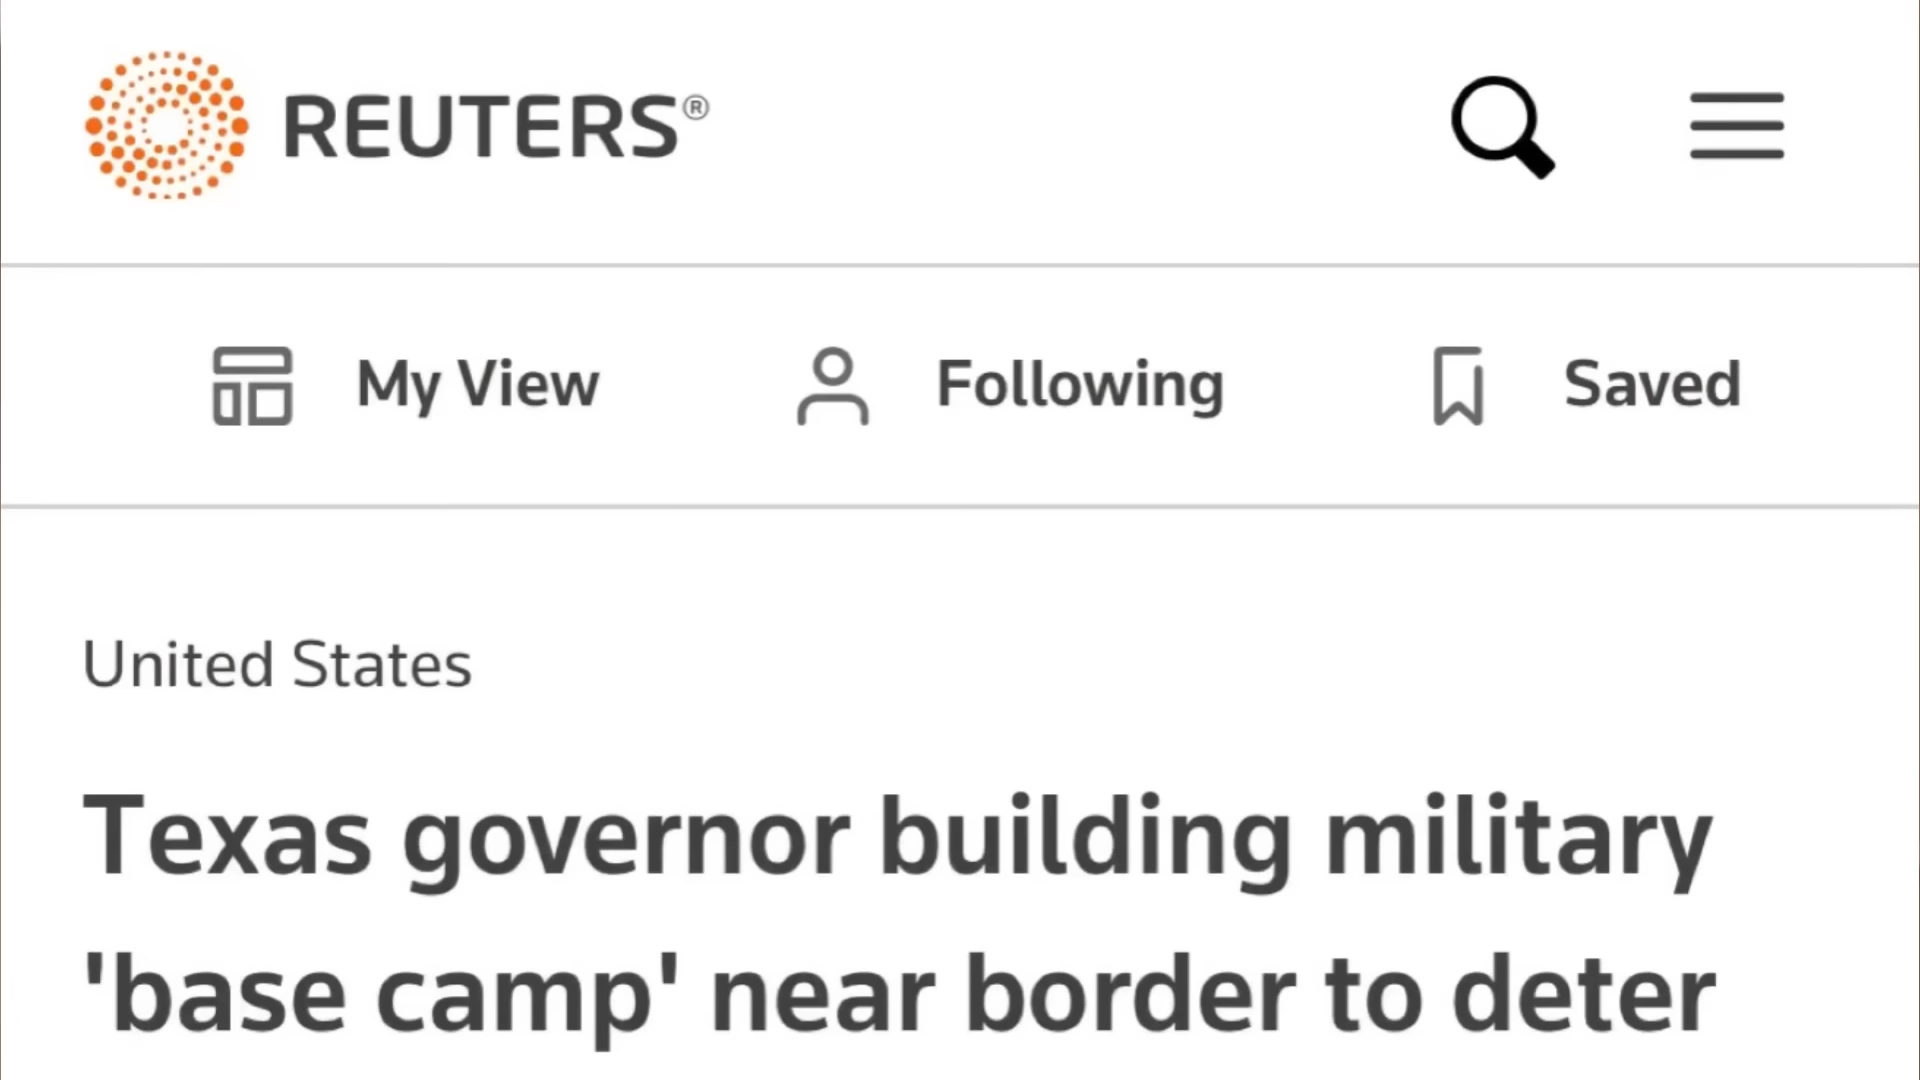 REUTERS®
My View Following Saved
United States
Texas governor building military
'base camp' near border to deter